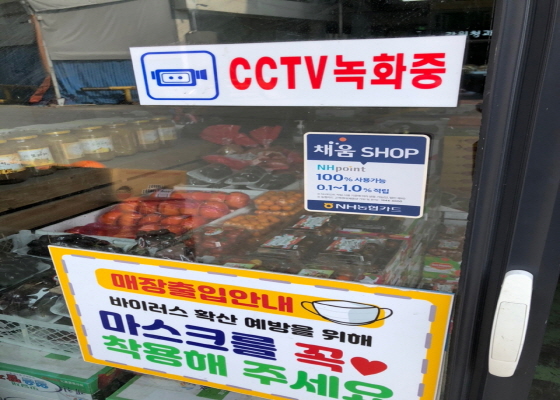 CCTV녹화중
채움 SHOP
NHpoint
100% 사용가능
0.1~1.0% 적립
NH농협카드
매장출입안내
바이러스 확산 예방을 위해
마스크를 꼭
착용해 주세요